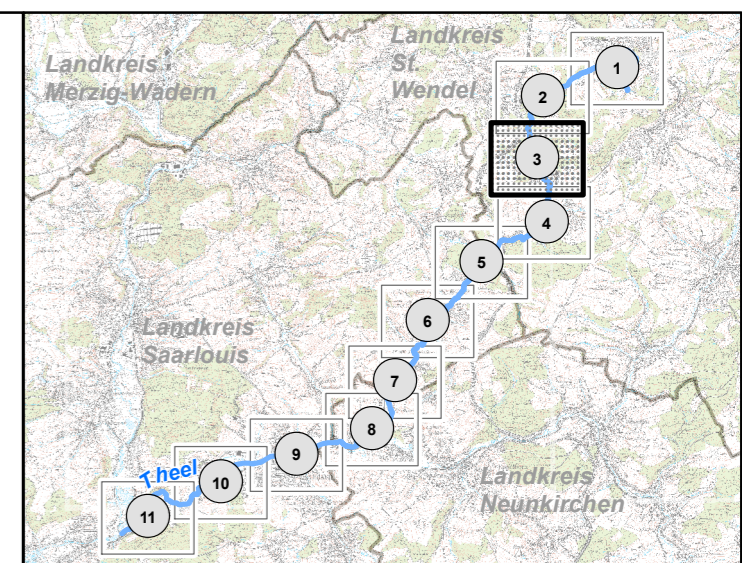 Landkreis
Merzig-Wadern
Landkreis
St.
Wendel
1
2
3
4
5
6
Landkreis
Saarlouis
7
8
9
Theel
10
11
Landkreis
Neunkirchen